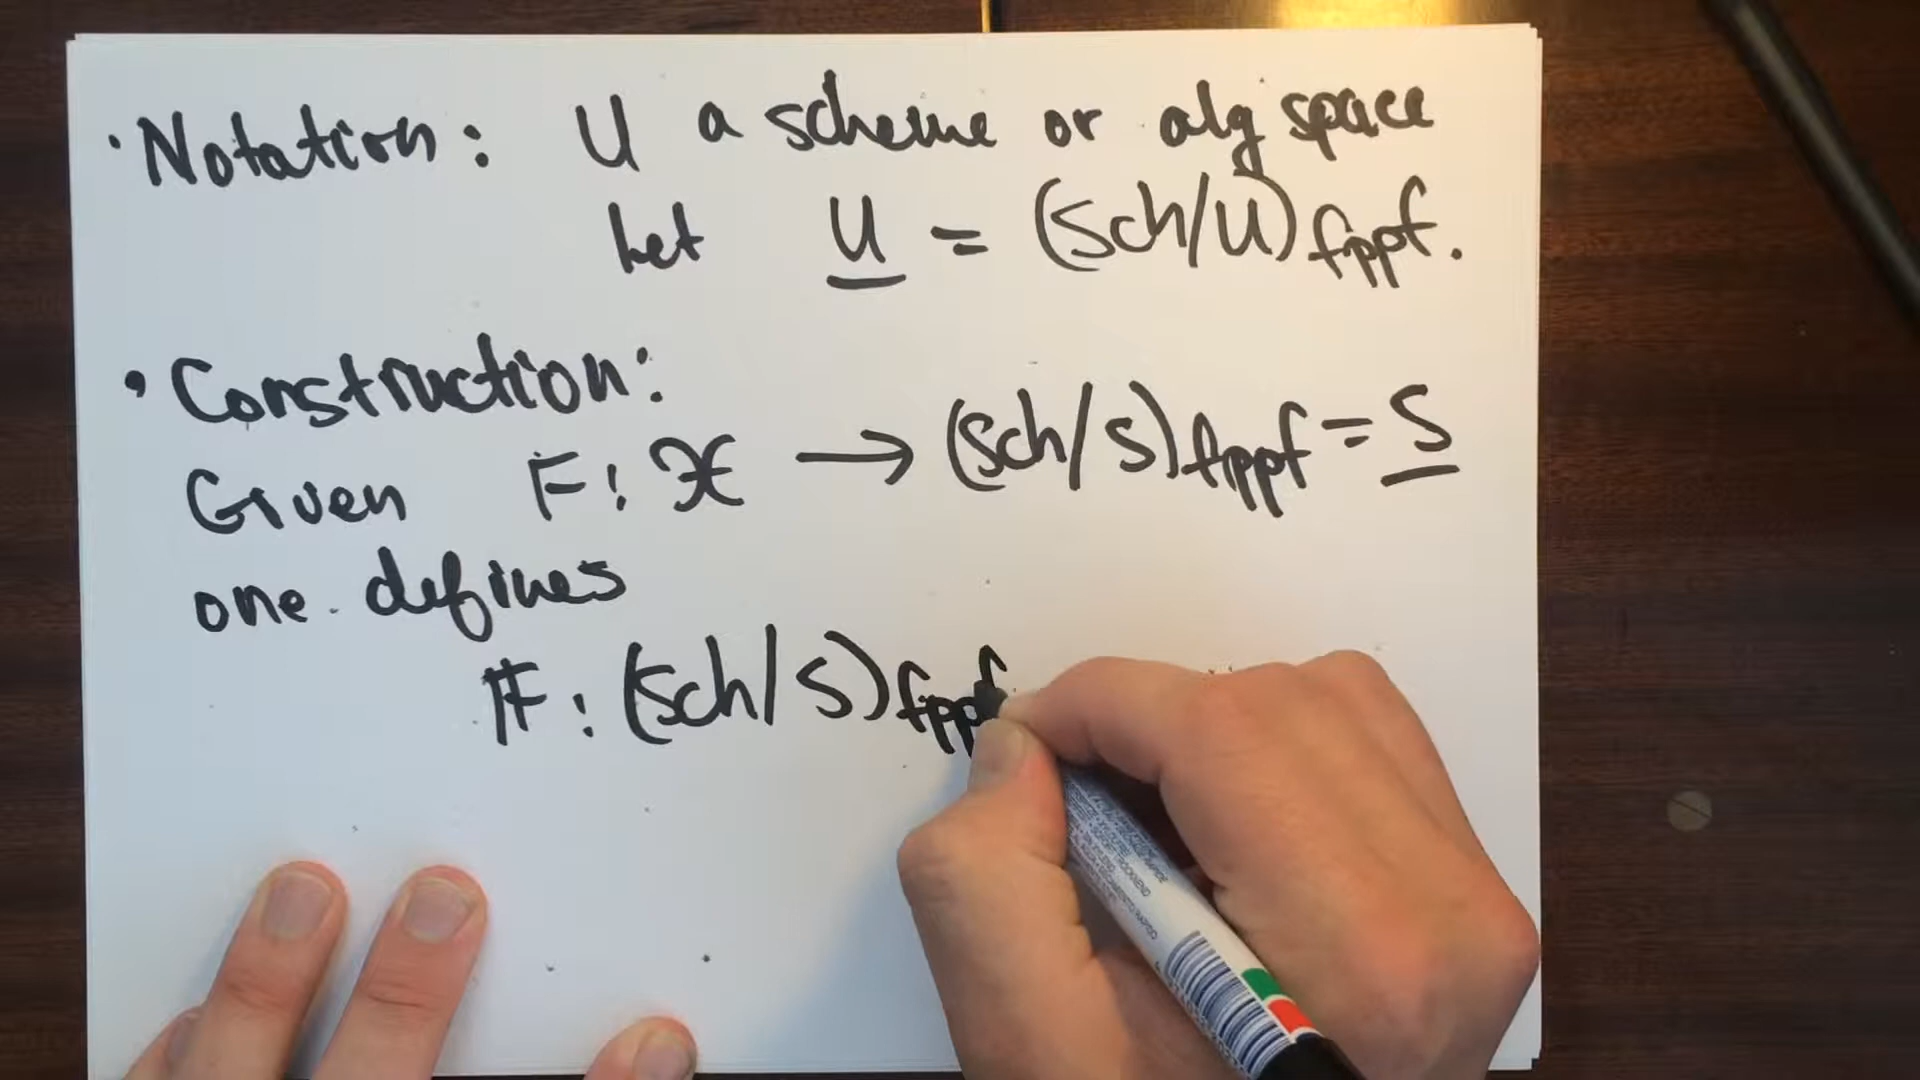 • Notation: U a scheme or alg space
Let U = (Sch/U)fppf.
• Construction:
Given F: 𝒳 → (Sch/S)fppf = S
one defines
𝔽: (Sch/S)fppf